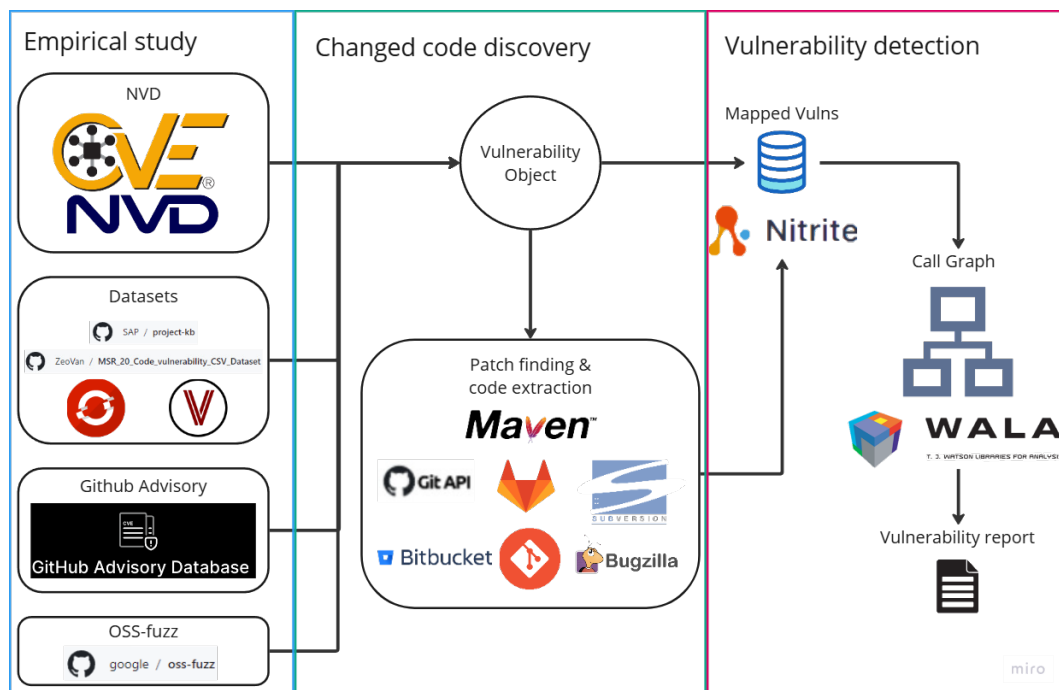 Empirical study
NVD
CVE®
NVD
Datasets
SAP / project-kb
ZeoVan / MSR_20_Code_vulnerability_CSV_Dataset
V
Github Advisory
CVE
GitHub Advisory Database
OSS-fuzz
google / oss-fuzz
Changed code discovery
Vulnerability
Object
Patch finding &
code extraction
Maven™
Git API
SUBVERSION
Bitbucket
Bugzilla
Vulnerability detection
Mapped Vulns
Nitrite
Call Graph
WALA
T. J. WATSON LIBRARIES FOR ANALYSIS
Vulnerability report
miro